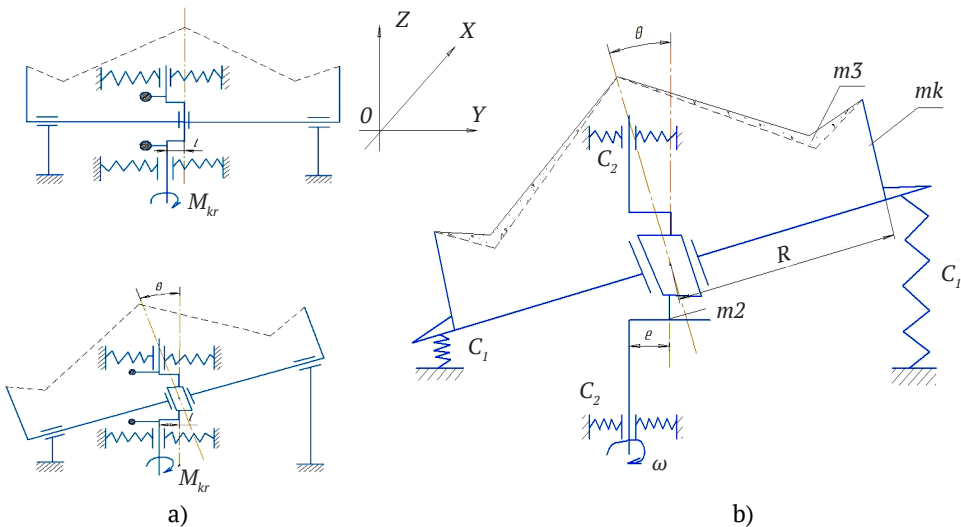 Z
X
0
Y
l
M_kr
θ
l
M_kr
a)
θ
m3
mk
C_2
R
C_1
m2
C_1
e
C_2
ω
b)